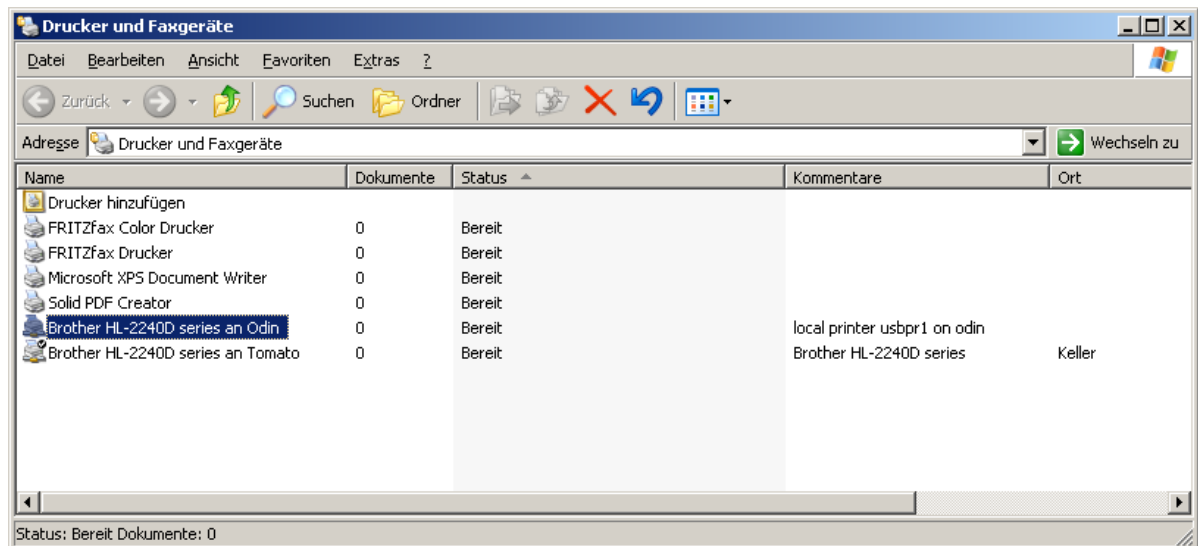 Drucker und Faxgeräte
Datei Bearbeiten Ansicht Favoriten Extras ?
Zurück Suchen Ordner
Adresse Drucker und Faxgeräte Wechseln zu
Name Dokumente Status Kommentare Ort
Drucker hinzufügen
FRITZfax Color Drucker 0 Bereit
FRITZfax Drucker 0 Bereit
Microsoft XPS Document Writer 0 Bereit
Solid PDF Creator 0 Bereit
Brother HL-2240D series an Odin 0 Bereit local printer usbpr1 on odin
Brother HL-2240D series an Tomato 0 Bereit Brother HL-2240D series Keller
Status: Bereit Dokumente: 0